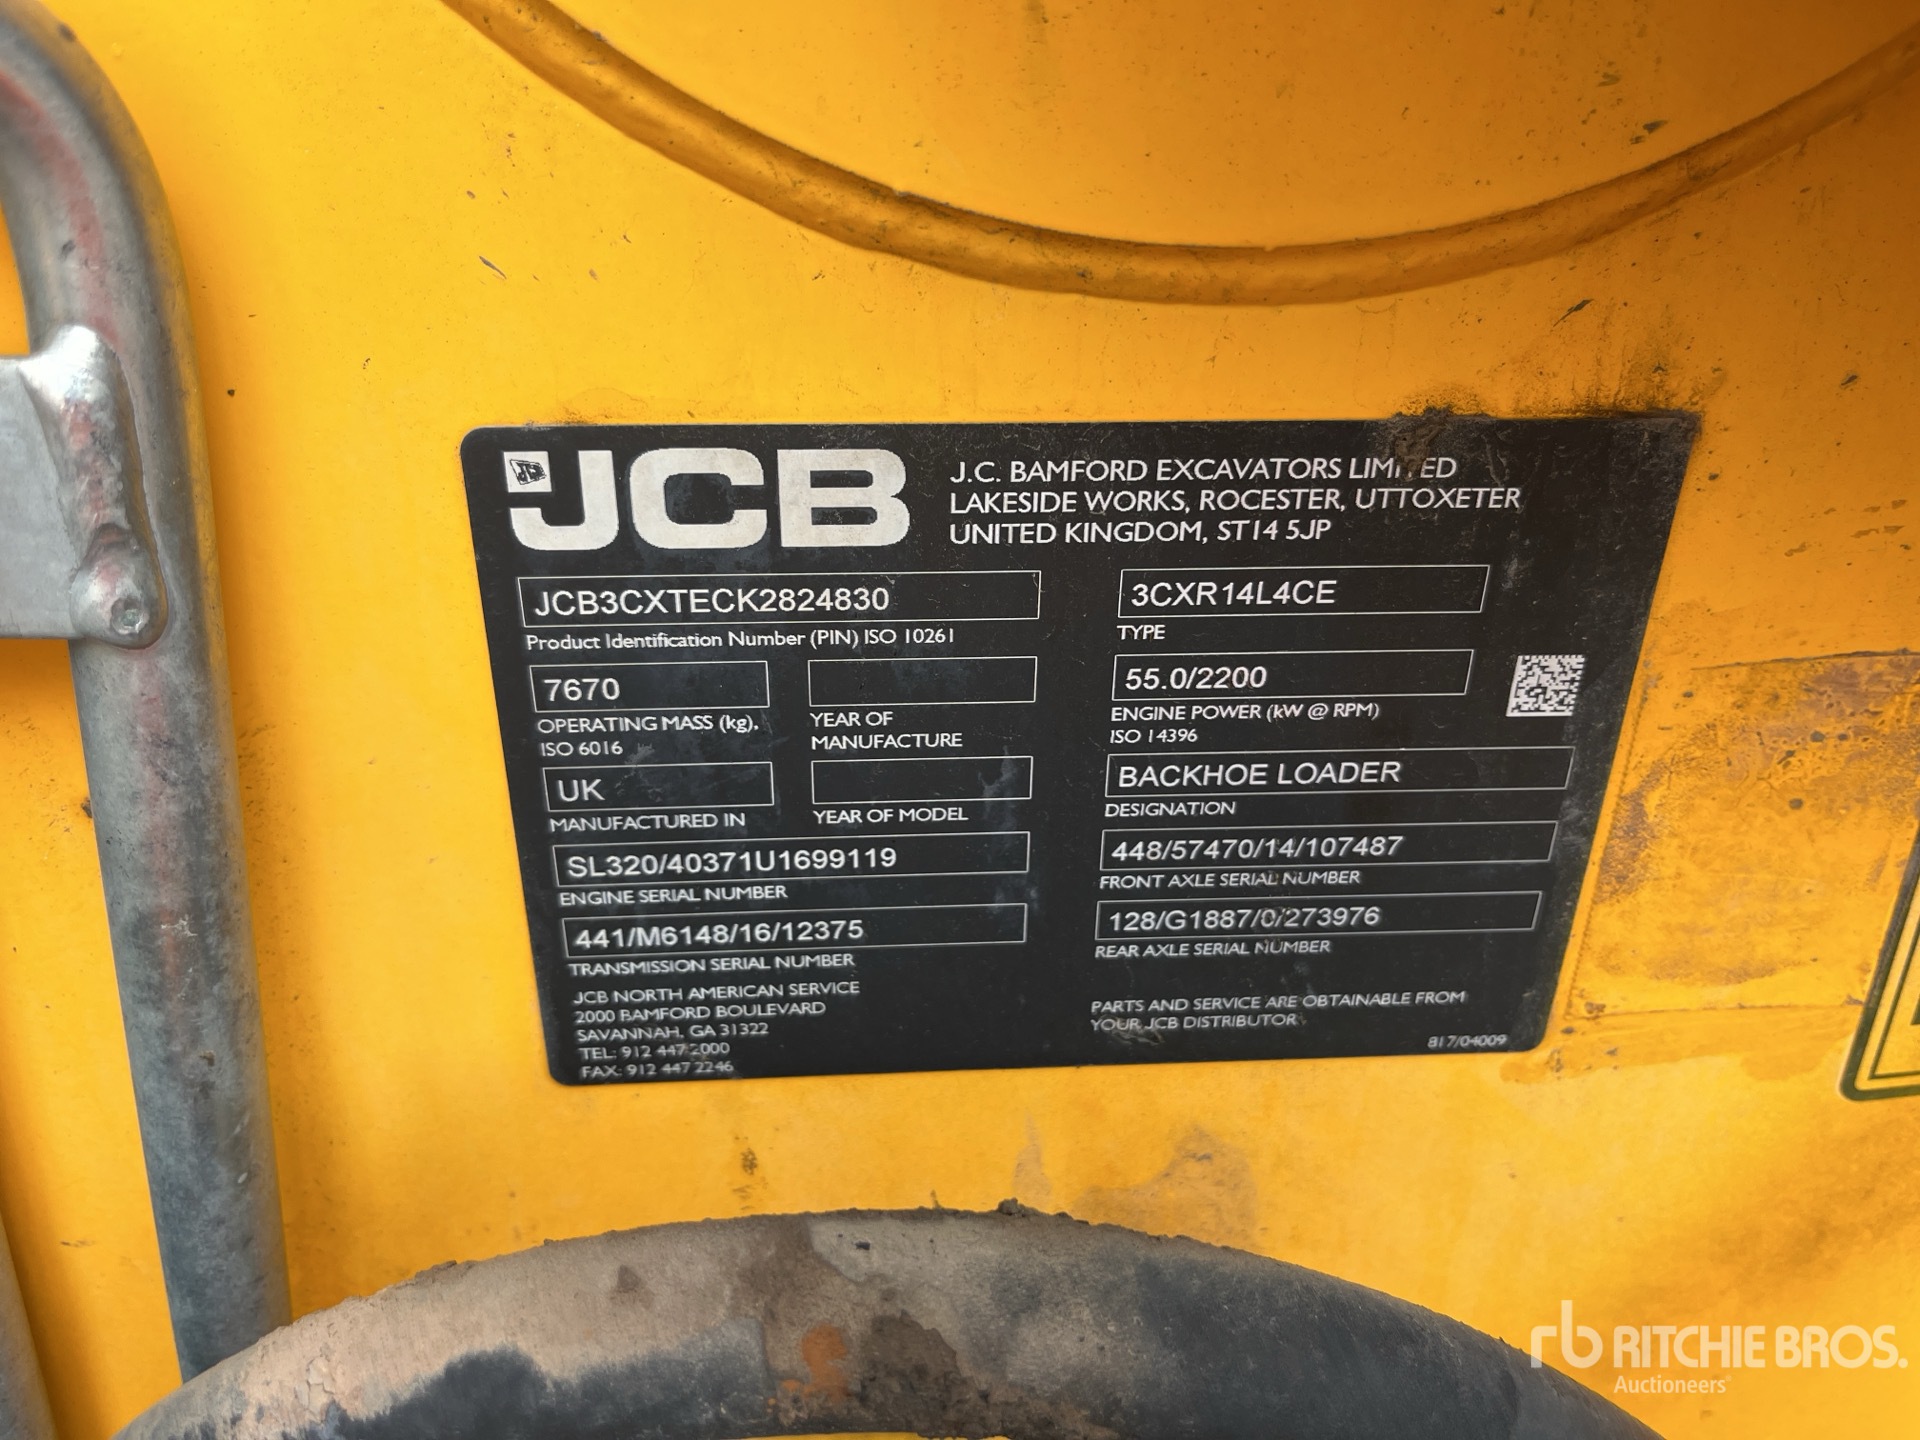 JCB
J.C. BAMFORD EXCAVATORS LIMITED
LAKESIDE WORKS, ROCESTER, UTTOXETER
UNITED KINGDOM, ST14 5JP
JCB3CXTECK2824830
Product Identification Number (PIN) ISO 10261
3CXR14L4CE
TYPE
7670
OPERATING MASS (kg),
ISO 6016
YEAR OF
MANUFACTURE
55.0/2200
ENGINE POWER (kW @ RPM)
ISO 14396
UK
MANUFACTURED IN
YEAR OF MODEL
BACKHOE LOADER
DESIGNATION
SL320/40371U1699119
ENGINE SERIAL NUMBER
448/57470/14/107487
FRONT AXLE SERIAL NUMBER
441/M6148/16/12375
TRANSMISSION SERIAL NUMBER
128/G1887/0/273976
REAR AXLE SERIAL NUMBER
JCB NORTH AMERICAN SERVICE
2000 BAMFORD BOULEVARD
SAVANNAH, GA 31322
TEL: 912 447 2000
FAX: 912 447 2246
PARTS AND SERVICE ARE OBTAINABLE FROM
YOUR JCB DISTRIBUTOR
817/04009
rb RITCHIE BROS.
Auctioneers